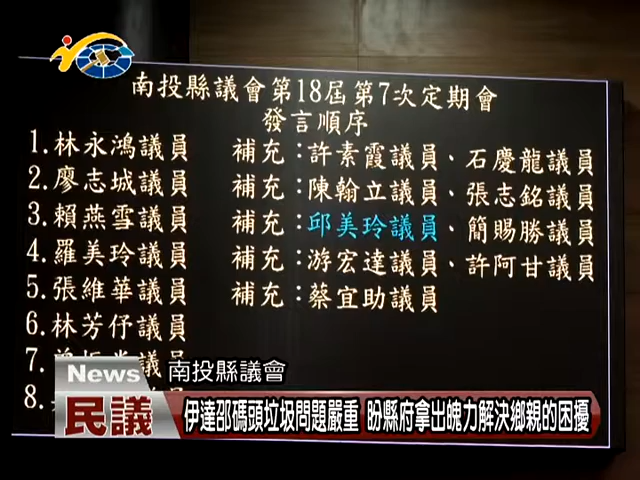 南投縣議會第18屆第7次定期會
發言順序
1.林永鴻議員 補充：許素霞議員、石慶龍議員
2.廖志城議員 補充：陳翰立議員、張志銘議員
3.賴燕雪議員 補充：邱美玲議員、簡賜勝議員
4.羅美玲議員 補充：游宏達議員、許阿甘議員
5.張維華議員 補充：蔡宜助議員
6.林芳伃議員
7. 議員
8.
News 南投縣議會
民議 伊達邵碼頭垃圾問題嚴重 盼縣府拿出魄力解決鄉親的困擾